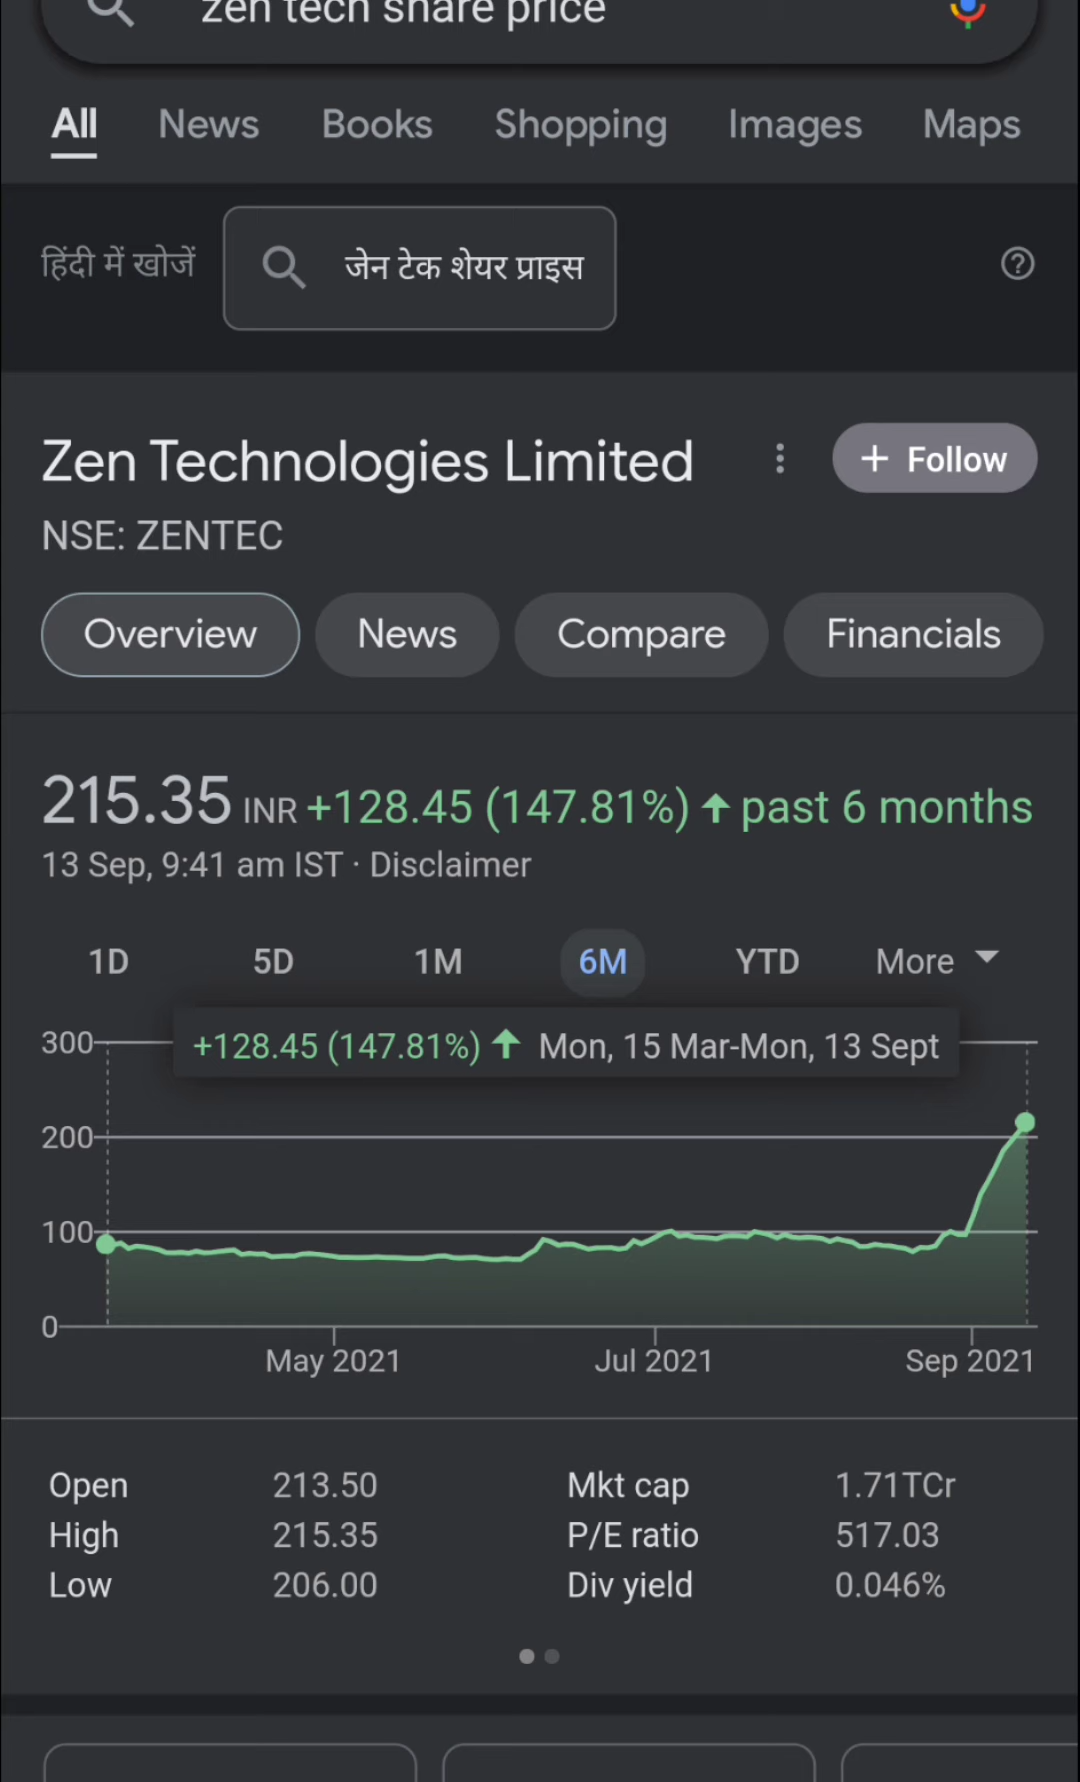 zen tech share price
All News Books Shopping Images Maps
हिंदी में खोजें जेन टेक शेयर प्राइस
Zen Technologies Limited + Follow
NSE: ZENTEC
Overview News Compare Financials
215.35 INR +128.45 (147.81%) ↑ past 6 months
13 Sep, 9:41 am IST · Disclaimer
1D 5D 1M 6M YTD More
+128.45 (147.81%) ↑ Mon, 15 Mar-Mon, 13 Sept
300
200
100
0
May 2021 Jul 2021 Sep 2021
Open 213.50 Mkt cap 1.71TCr
High 215.35 P/E ratio 517.03
Low 206.00 Div yield 0.046%